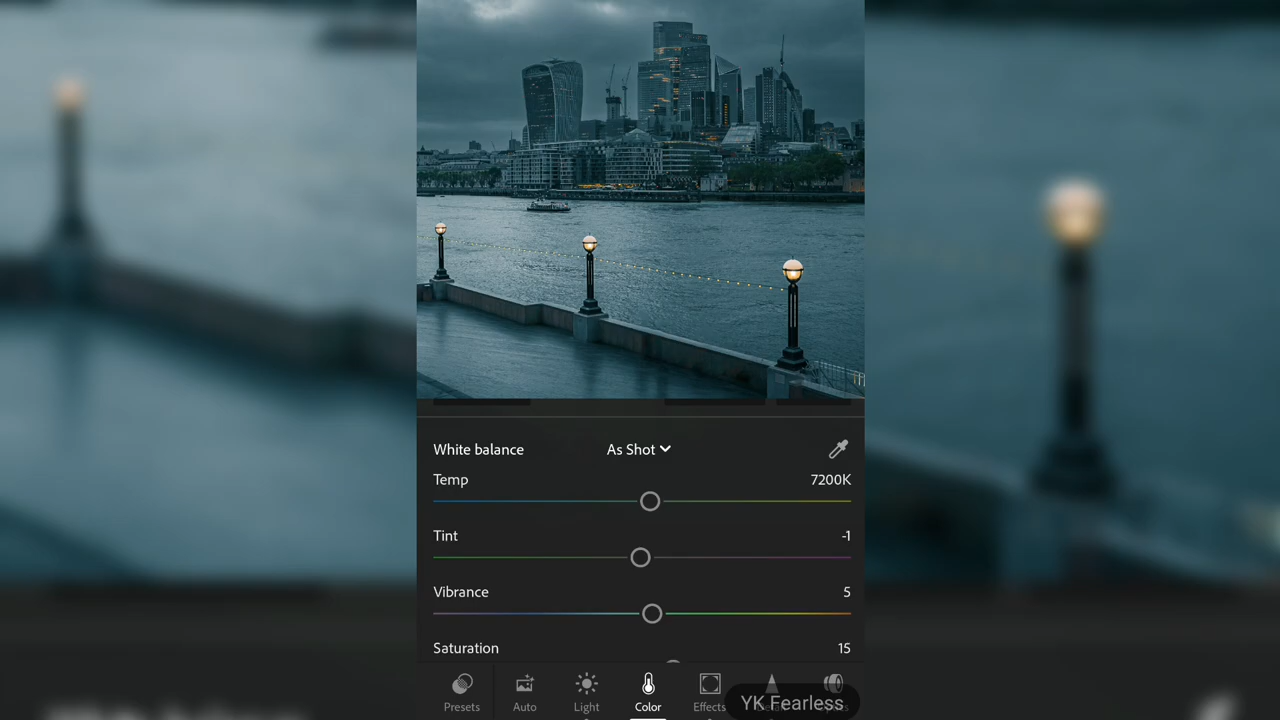 White balance As Shot
Temp 7200K
Tint -1
Vibrance 5
Saturation 15
Presets Auto Light Color Effects
YK Fearless